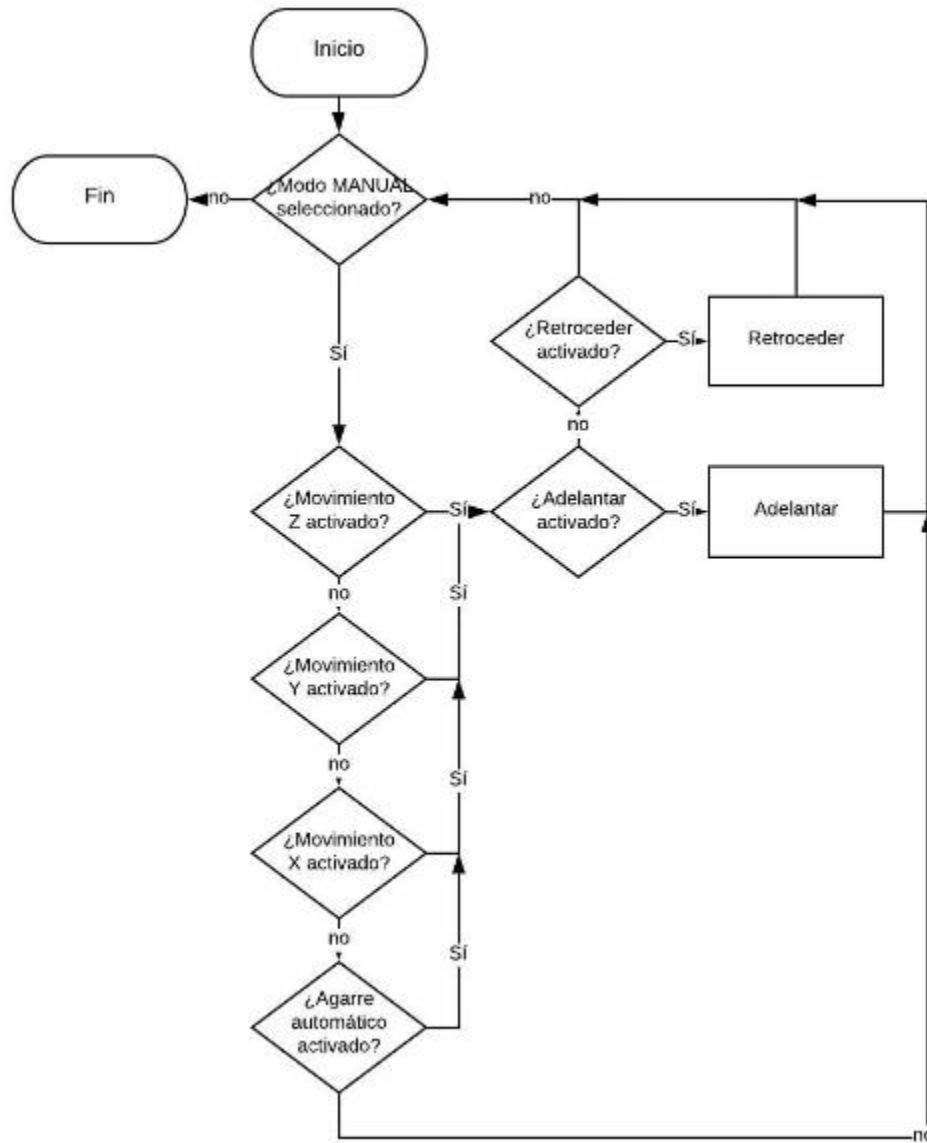 Inicio
Fin
no
¿Modo MANUAL
seleccionado?
no
¿Retroceder
activado?
Sí
Retroceder
Sí
no
¿Movimiento
Z activado?
Sí
¿Adelantar
activado?
Sí
Adelantar
no
Sí
¿Movimiento
Y activado?
no
Sí
¿Movimiento
X activado?
no
Sí
¿Agarre
automático
activado?
no